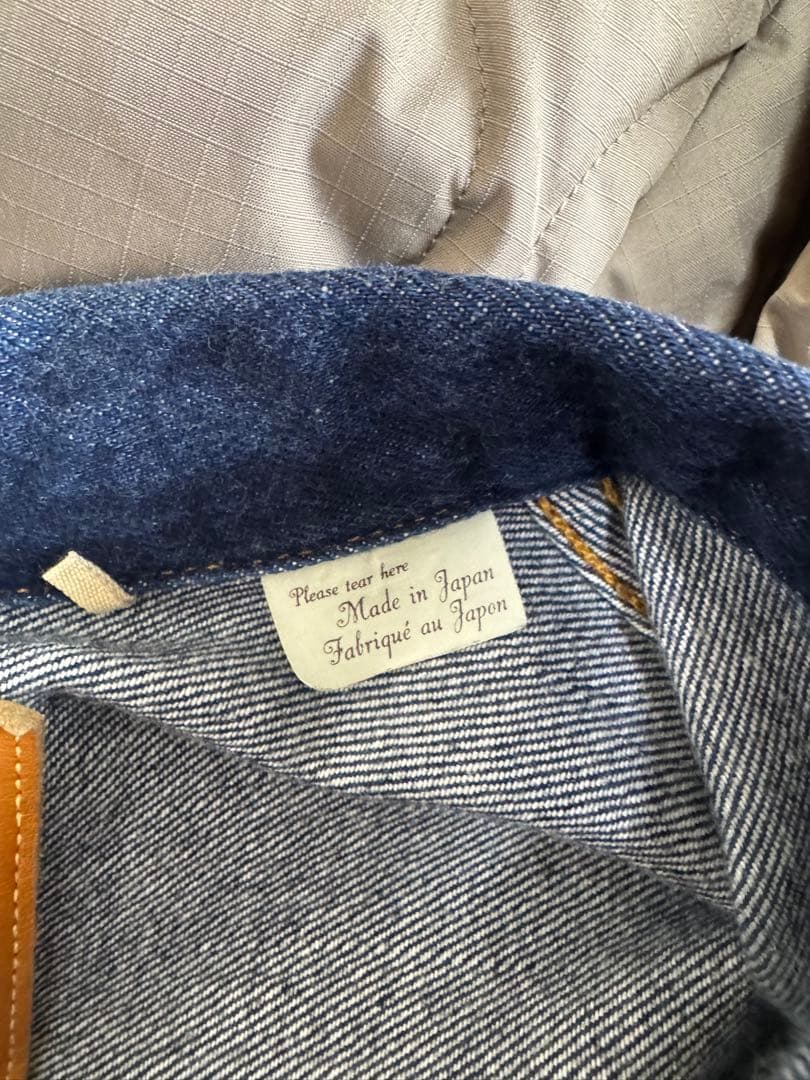 Please tear here
Made in Japan
Fabriqué au Japon